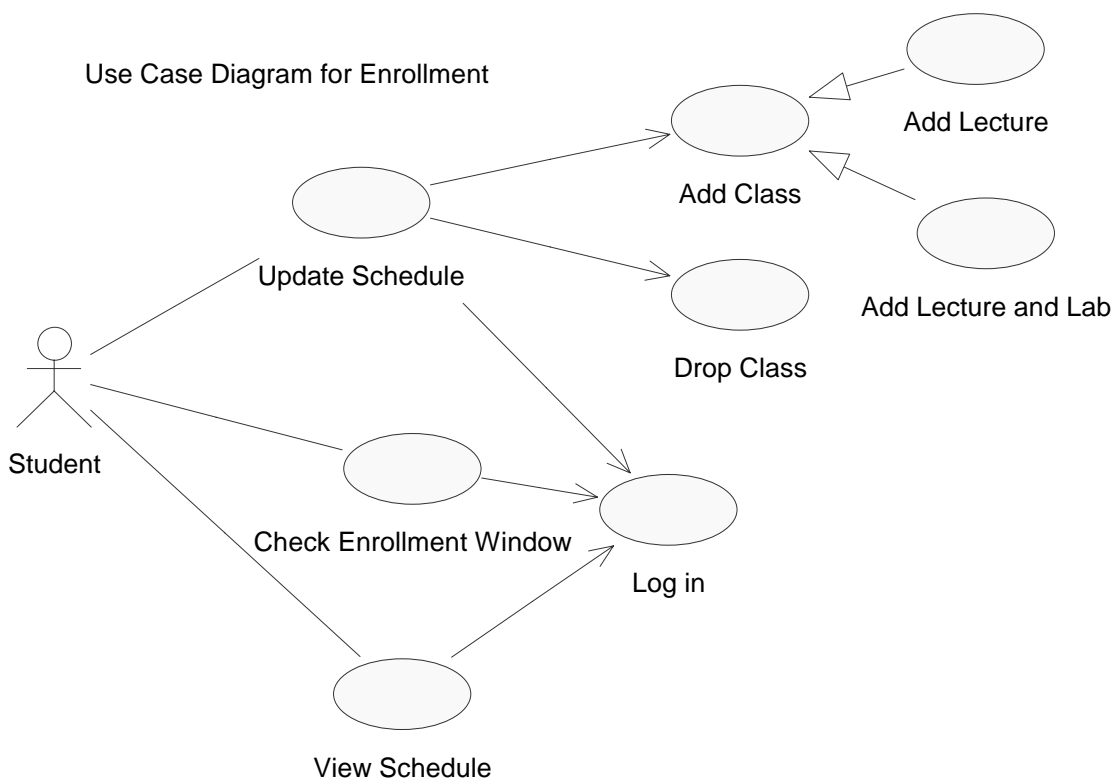 Use Case Diagram for Enrollment
Add Lecture
Add Class
Update Schedule
Add Lecture and Lab
Drop Class
Student
Check Enrollment Window
Log in
View Schedule